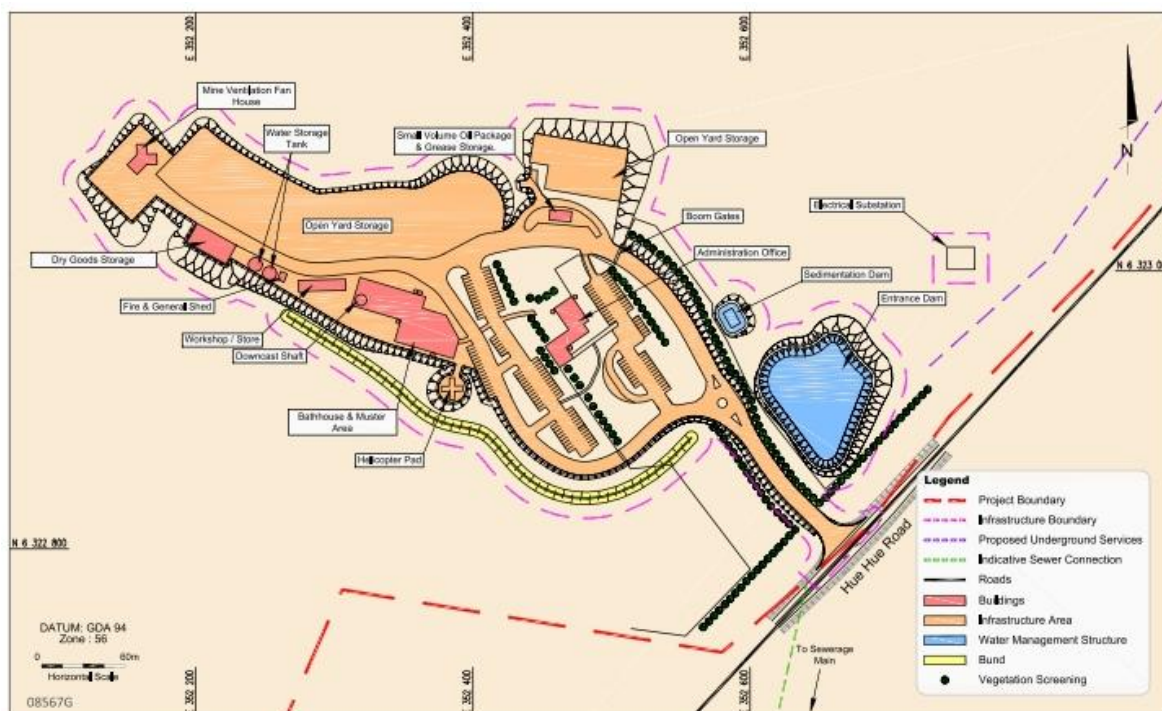 E 352 200
E 352 400
E 352 600
Mine Ventilation Fan
House
Water Storage
Tank
Small Volume Oil Package
& Grease Storage.
Open Yard Storage
N
Electrical Substation
Boom Gates
Administration Office
Open Yard Storage
Dry Goods Storage
Sedimentation Dam
N 6 323 0
Entrance Dam
Fire & General Shed
Workshop / Store
Downcast Shaft
Bathhouse & Muster
Area
Helicopter Pad
Legend
Project Boundary
Infrastructure Boundary
Proposed Underground Services
Indicative Sewer Connection
Roads
Buildings
Infrastructure Area
Water Management Structure
Bund
Vegetation Screening
N 6 322 800
Hue Hue Road
DATUM: GDA 94
Zone : 56
0 60m
Horizontal Scale
To Sewerage
Main
08567G
E 352 200
E 352 400
E 352 600